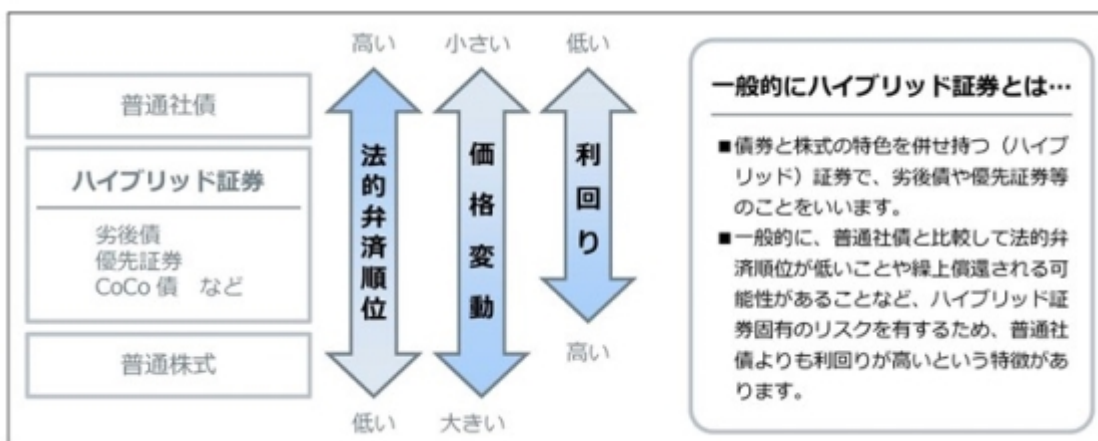 高い
小さい
低い
普通社債
ハイブリッド証券
劣後債
優先証券
CoCo 債　など
普通株式
法的弁済順位
価格変動
利回り
高い
低い
大きい
一般的にハイブリッド証券とは…
■債券と株式の特色を併せ持つ（ハイブ
リッド）証券で、劣後債や優先証券等
のことをいいます。
■一般的に、普通社債と比較して法的弁
済順位が低いことや繰上償還される可
能性があることなど、ハイブリッド証
券固有のリスクを有するため、普通社
債よりも利回りが高いという特徴があ
ります。